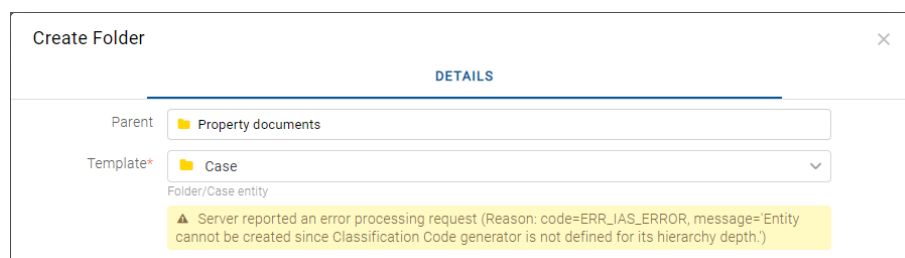 Create Folder
DETAILS
Parent
Property documents
Template*
Case
Folder/Case entity
Server reported an error processing request (Reason: code=ERR_IAS_ERROR, message='Entity
cannot be created since Classification Code generator is not defined for its hierarchy depth.')